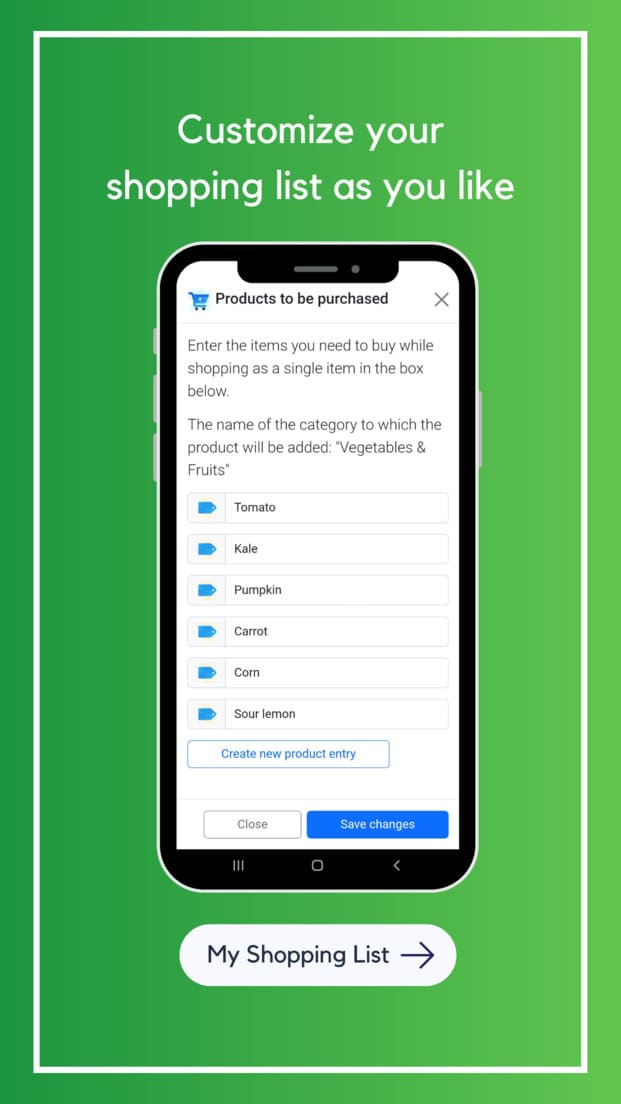 Customize your
shopping list as you like
Products to be purchased
Enter the items you need to buy while
shopping as a single item in the box
below.
The name of the category to which the
product will be added: "Vegetables &
Fruits"
Tomato
Kale
Pumpkin
Carrot
Corn
Sour lemon
Create new product entry
Close
Save changes
My Shopping List